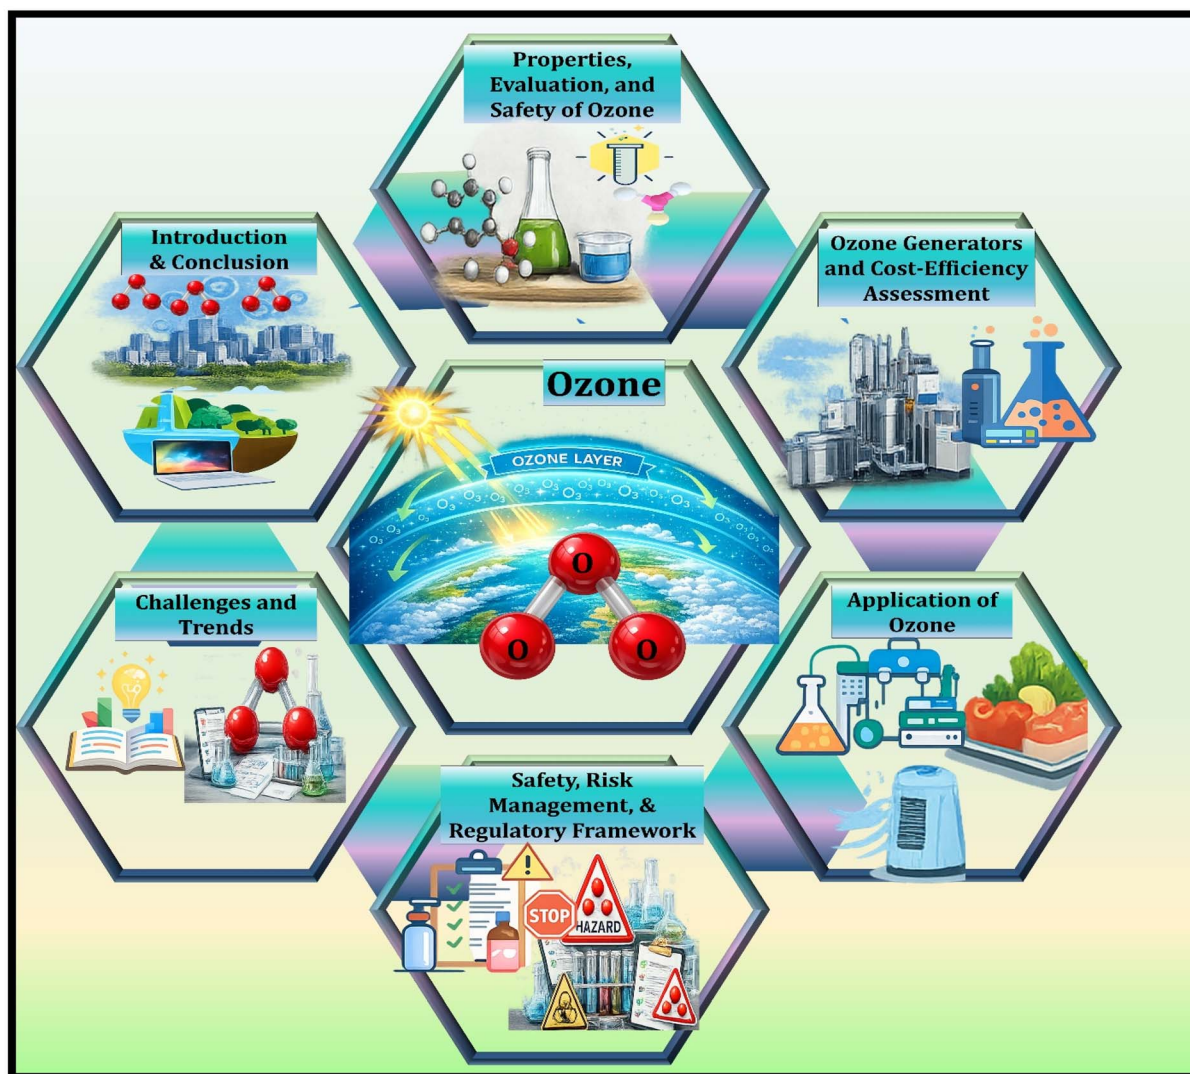 Properties,
Evaluation, and
Safety of Ozone
Introduction
& Conclusion
Ozone Generators
and Cost-Efficiency
Assessment
Ozone
OZONE LAYER
O
O
O
Challenges and
Trends
Application of
Ozone
Safety, Risk
Management, &
Regulatory Framework
STOP
HAZARD